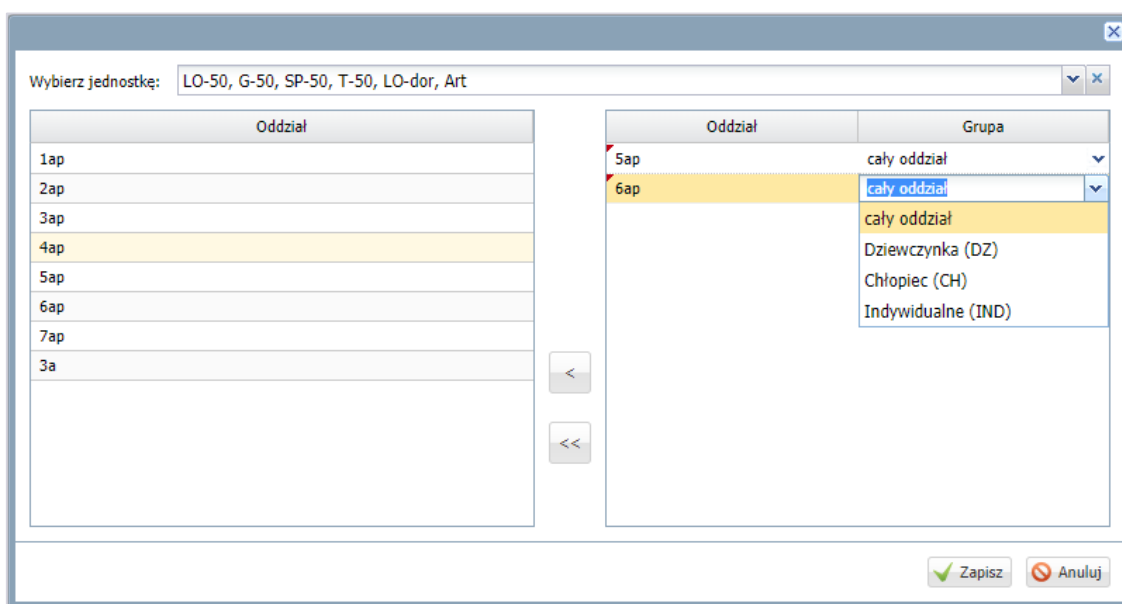 Wybierz jednostkę: LO-50, G-50, SP-50, T-50, LO-dor, Art
Oddział
1ap
2ap
3ap
4ap
5ap
6ap
7ap
3a
<
<<
Oddział Grupa
5ap cały oddział
6ap cały oddział
cały oddział
Dziewczynka (DZ)
Chłopiec (CH)
Indywidualne (IND)
Zapisz Anuluj